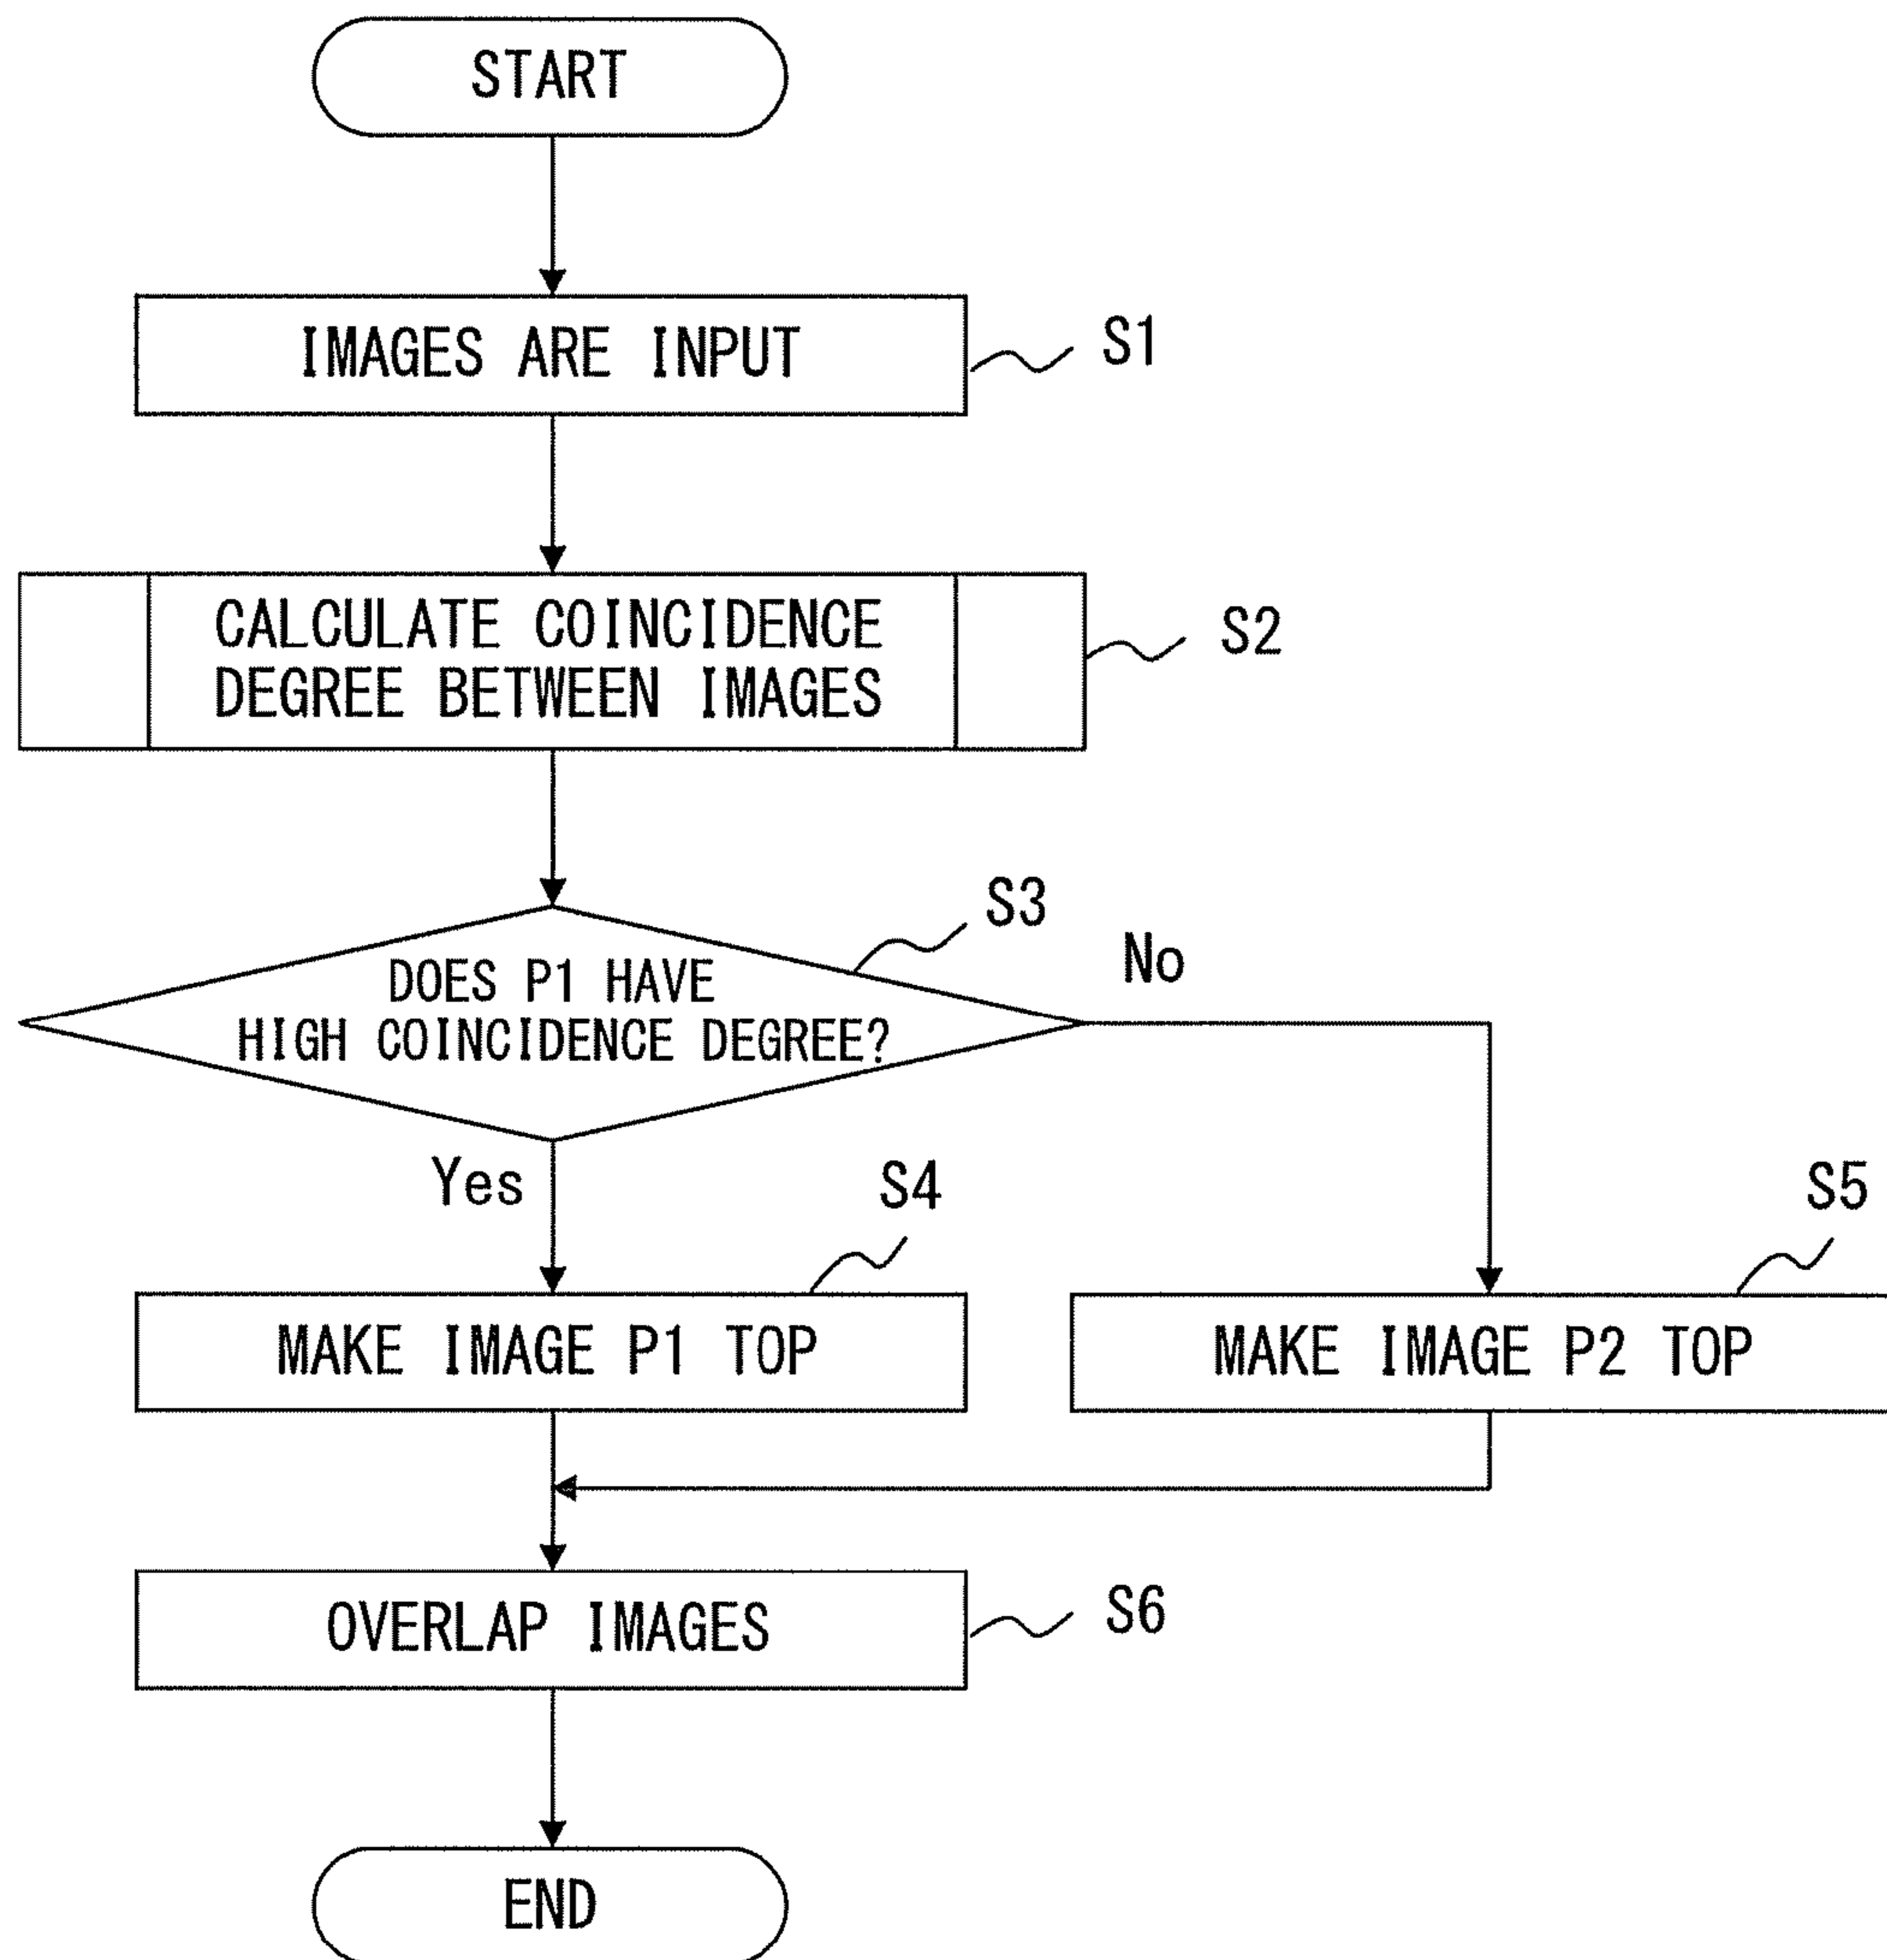 START
IMAGES ARE INPUT
S1
CALCULATE COINCIDENCE
DEGREE BETWEEN IMAGES
S2
S3
DOES P1 HAVE
HIGH COINCIDENCE DEGREE?
No
Yes
S4
S5
MAKE IMAGE P1 TOP
MAKE IMAGE P2 TOP
OVERLAP IMAGES
S6
END